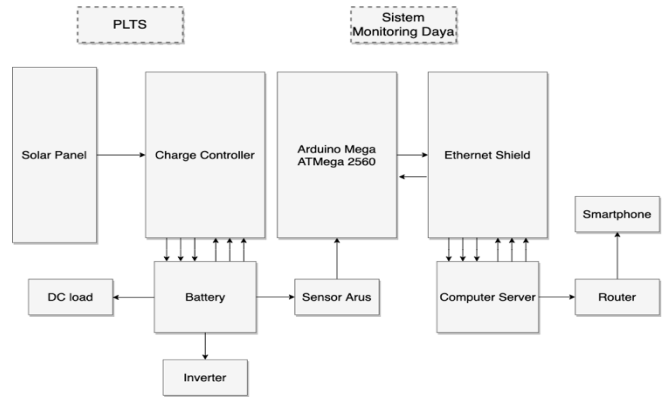 PLTS
Sistem
Monitoring Daya
Solar Panel
Charge Controller
Arduino Mega
ATMega 2560
Ethernet Shield
Smartphone
DC load
Battery
Sensor Arus
Computer Server
Router
Inverter